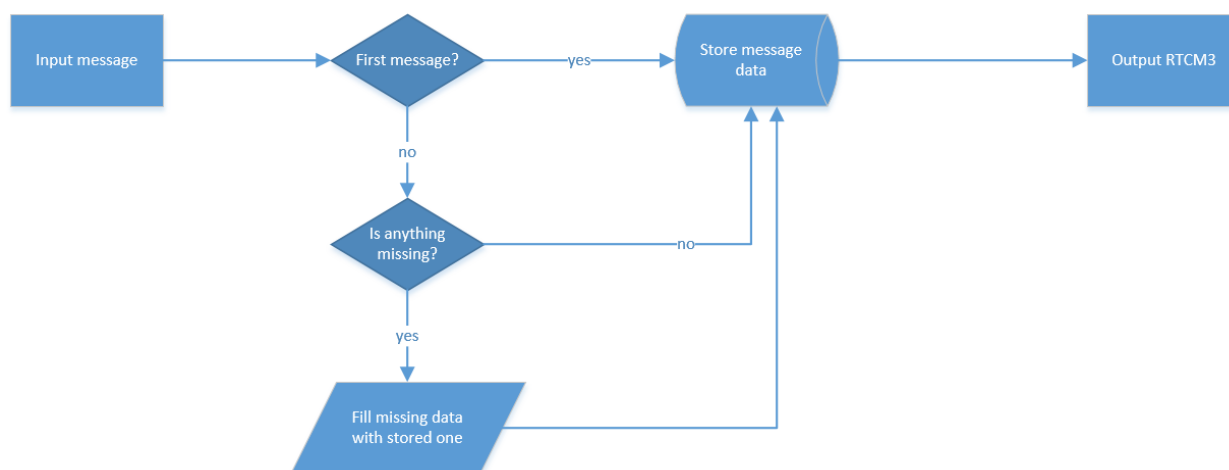 Input message
First message?
yes
Store message
data
Output RTCM3
no
Is anything
missing?
no
yes
Fill missing data
with stored one